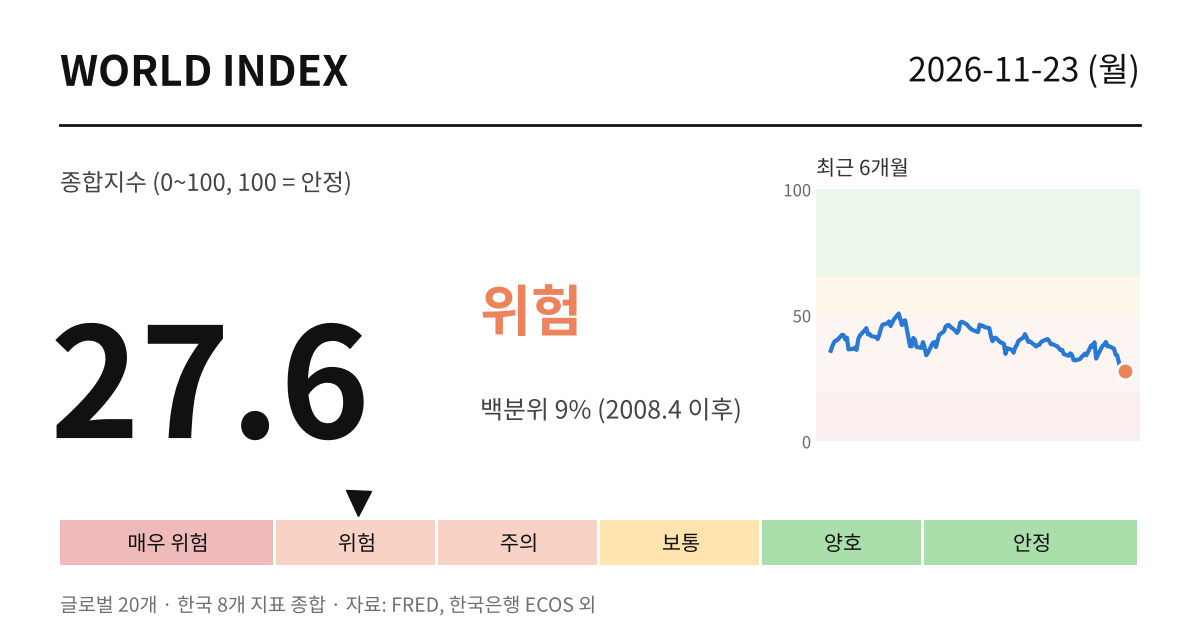 WORLD INDEX
2026-11-23 (월)
종합지수 (0~100, 100 = 안정)
최근 6개월
100
50
0
27.6
위험
백분위 9% (2008.4 이후)
매우 위험
위험
주의
보통
양호
안정
글로벌 20개 · 한국 8개 지표 종합 · 자료: FRED, 한국은행 ECOS 외